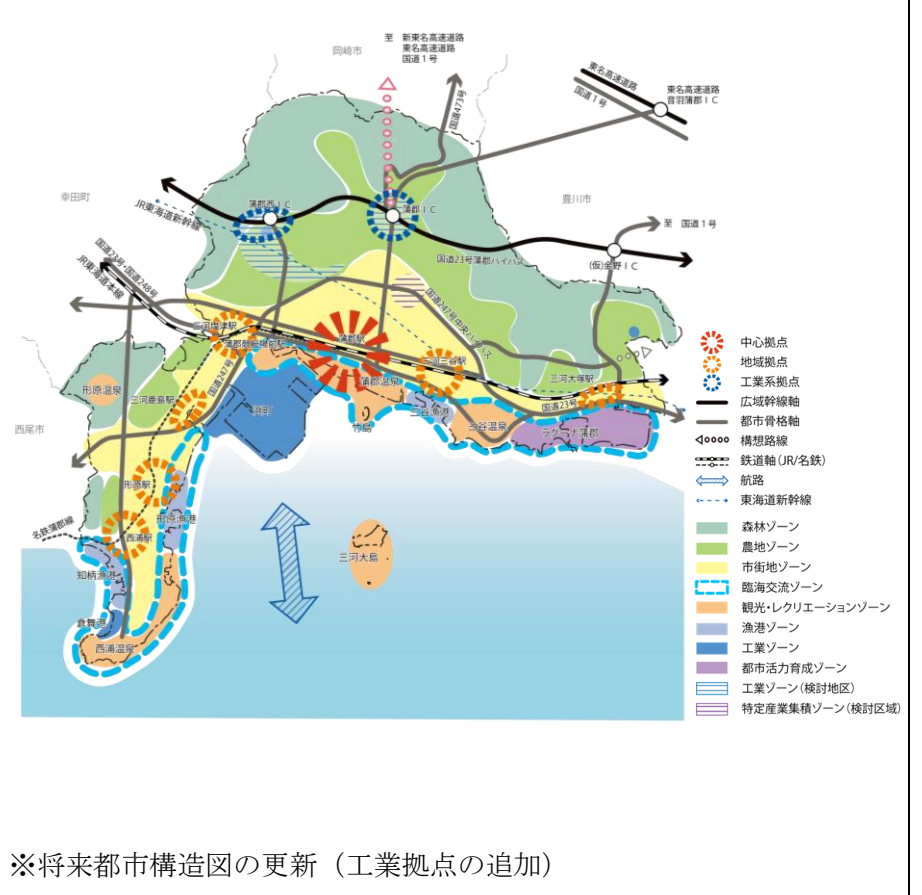 至 新東名高速道路
東名高速道路
国道1号
岡崎市
国道473号
東名高速道路
国道1号
東名高速道路
音羽蒲郡IC
幸田町
豊川市
JR東海道新幹線
蒲郡西IC
蒲郡IC
至 国道1号
国道23号蒲郡バイパス
(仮)金野IC
国道23号・国道248号
JR東海道本線
国道247号中央バイパス
三河塩津駅
蒲郡競艇場前駅
蒲郡駅
三河三谷駅
三河大塚駅
国道23号
国道247号
形原温泉
三河鹿島駅
浜町
蒲郡温泉
竹島
三谷漁港
三谷温泉
ラグーナ蒲郡
西尾市
形原駅
形原漁港
名鉄蒲郡線
西浦駅
三河大島
知柄漁港
倉舞港
西浦温泉
中心拠点
地域拠点
工業系拠点
広域幹線軸
都市骨格軸
構想路線
鉄道軸(JR/名鉄)
航路
東海道新幹線
森林ゾーン
農地ゾーン
市街地ゾーン
臨海交流ゾーン
観光・レクリエーションゾーン
漁港ゾーン
工業ゾーン
都市活力育成ゾーン
工業ゾーン(検討地区)
特定産業集積ゾーン(検討区域)
※将来都市構造図の更新(工業拠点の追加)